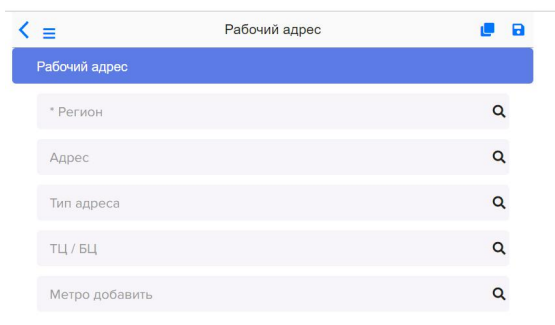 Рабочий адрес
Рабочий адрес
* Регион
Адрес
Тип адреса
ТЦ / БЦ
Метро добавить